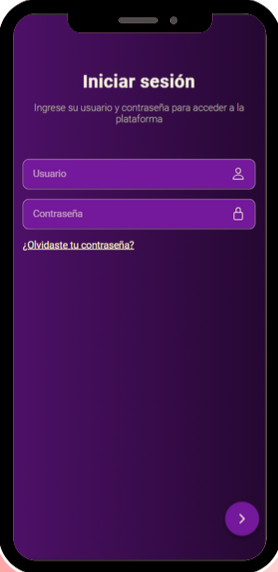 Iniciar sesión
Ingrese su usuario y contraseña para acceder a la
plataforma
Usuario
Contraseña
¿Olvidaste tu contraseña?